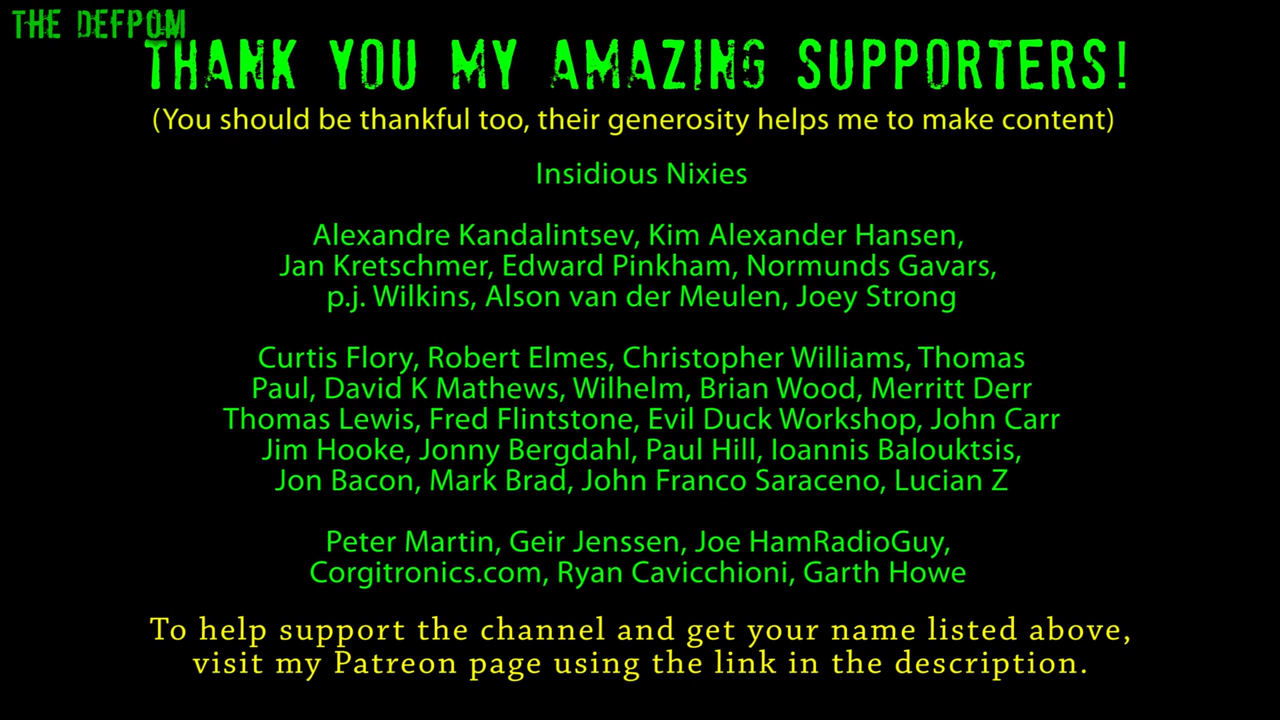 THE DEFPOM
THANK YOU MY AMAZING SUPPORTERS!
(You should be thankful too, their generosity helps me to make content)
Insidious Nixies
Alexandre Kandalintsev, Kim Alexander Hansen,
Jan Kretschmer, Edward Pinkham, Normunds Gavars,
p.j. Wilkins, Alson van der Meulen, Joey Strong
Curtis Flory, Robert Elmes, Christopher Williams, Thomas
Paul, David K Mathews, Wilhelm, Brian Wood, Merritt Derr
Thomas Lewis, Fred Flintstone, Evil Duck Workshop, John Carr
Jim Hooke, Jonny Bergdahl, Paul Hill, Ioannis Balouktsis,
Jon Bacon, Mark Brad, John Franco Saraceno, Lucian Z
Peter Martin, Geir Jenssen, Joe HamRadioGuy,
Corgitronics.com, Ryan Cavicchioni, Garth Howe
To help support the channel and get your name listed above,
visit my Patreon page using the link in the description.